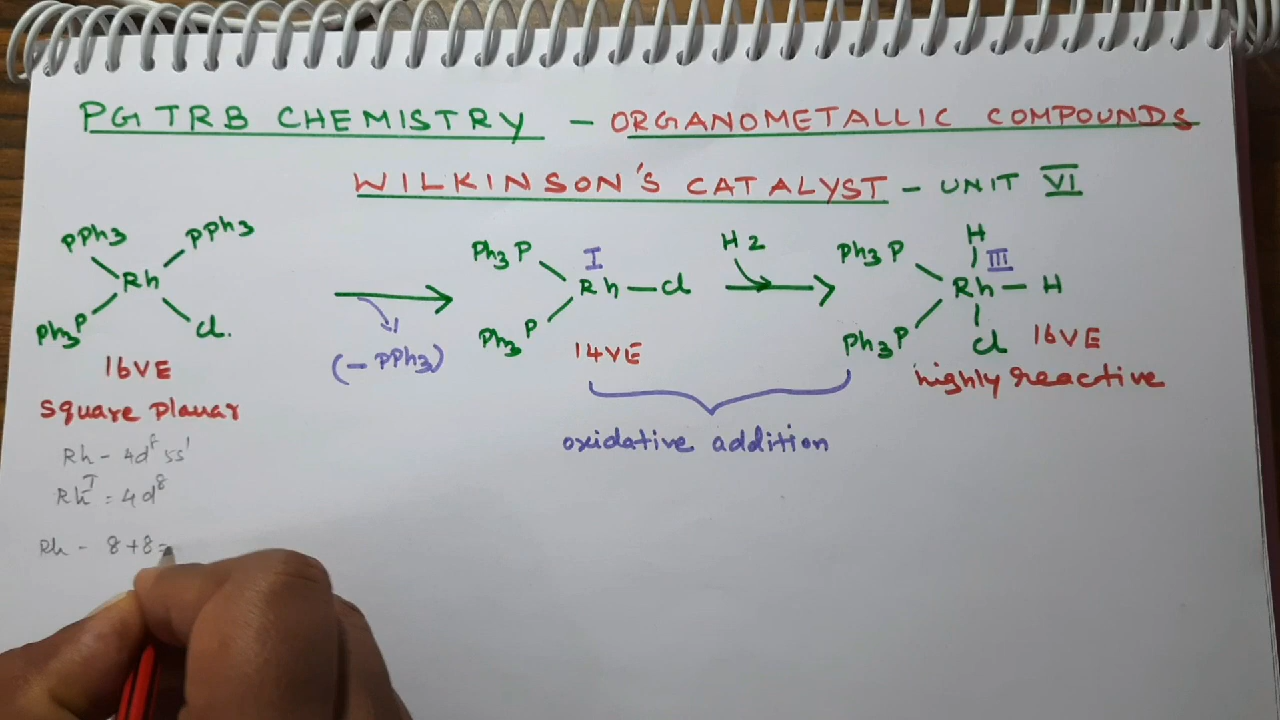 PG TRB CHEMISTRY - ORGANOMETALLIC COMPOUNDS
WILKINSON'S CATALYST - UNIT VI
PPh3 PPh3
Rh
Ph3P Cl.
16VE
square planar
(- PPh3)
Ph3P I
Rh - Cl
Ph3P
14VE
H2
H
Ph3P III
Rh - H
Ph3P Cl 16VE
highly reactive
oxidative addition
Rh - 4d⁸ 5s¹
Rhᴵ = 4d⁸
Rh - 8+8=